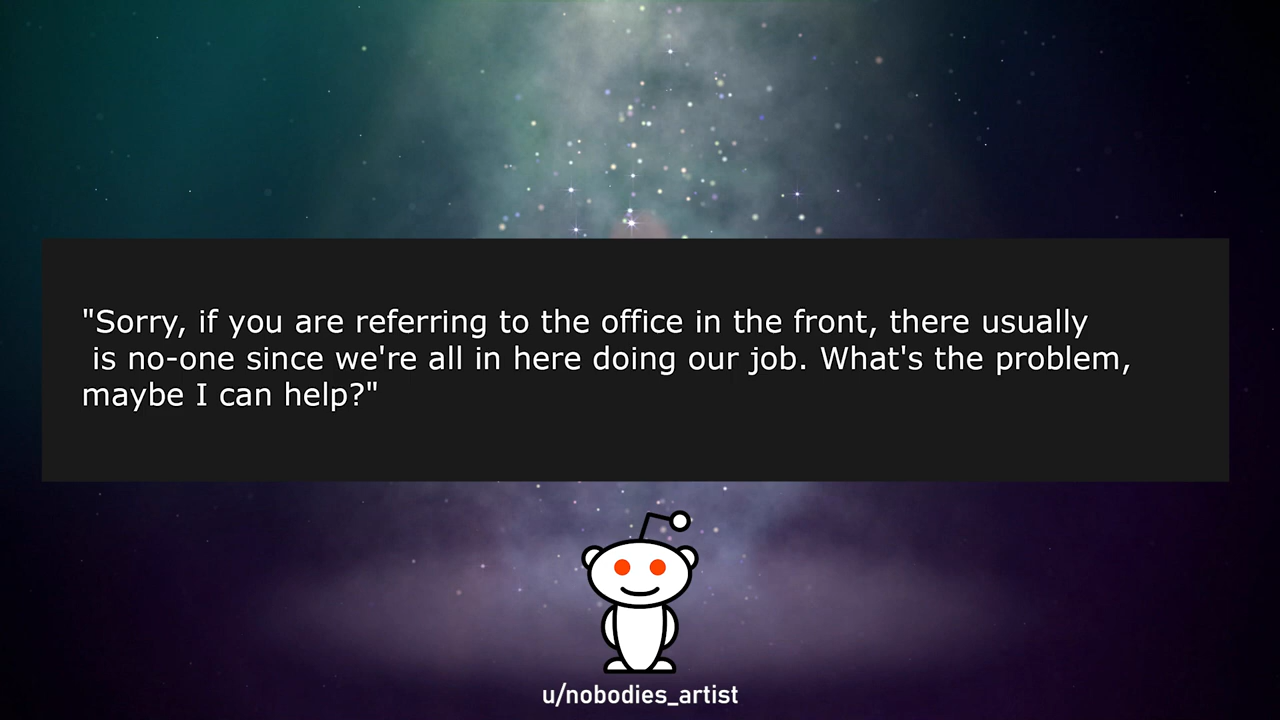 "Sorry, if you are referring to the office in the front, there usually
is no-one since we're all in here doing our job. What's the problem,
maybe I can help?"
u/nobodies_artist